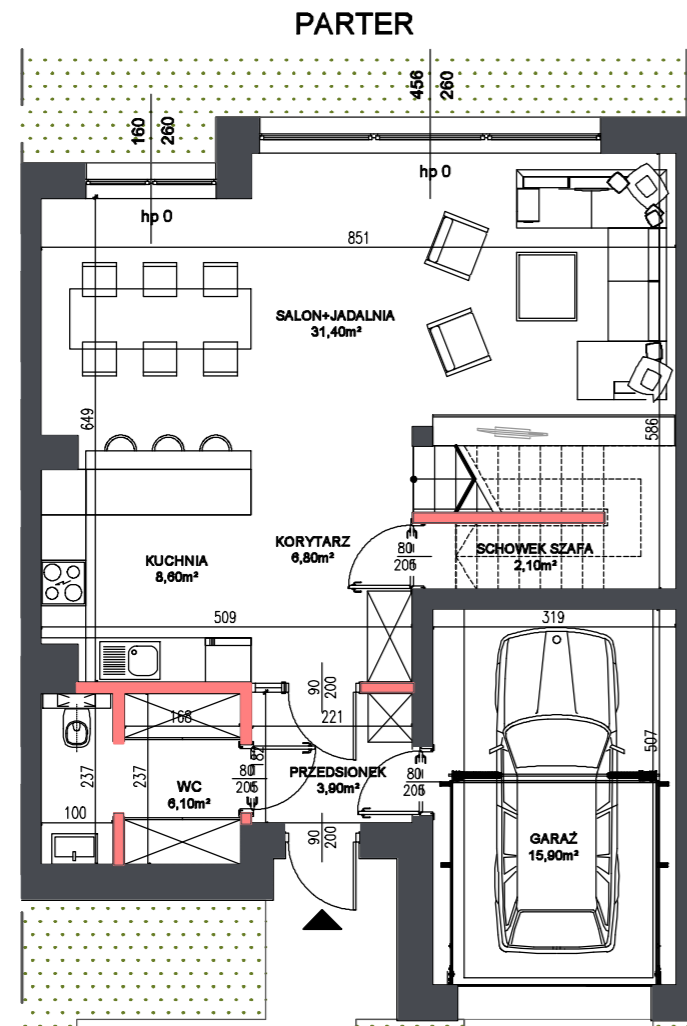 PARTER
456
260
160
260
hp 0
hp 0
851
SALON+JADALNIA
31,40m²
649
586
KORYTARZ
6,80m²
80
205
SCHOWEK SZAFA
2,10m²
KUCHNIA
8,60m²
509
319
90
200
168
221
507
182
237
237
WC
6,10m²
80
205
PRZEDSIONEK
3,90m²
80
205
100
90
200
GARAŻ
15,90m²